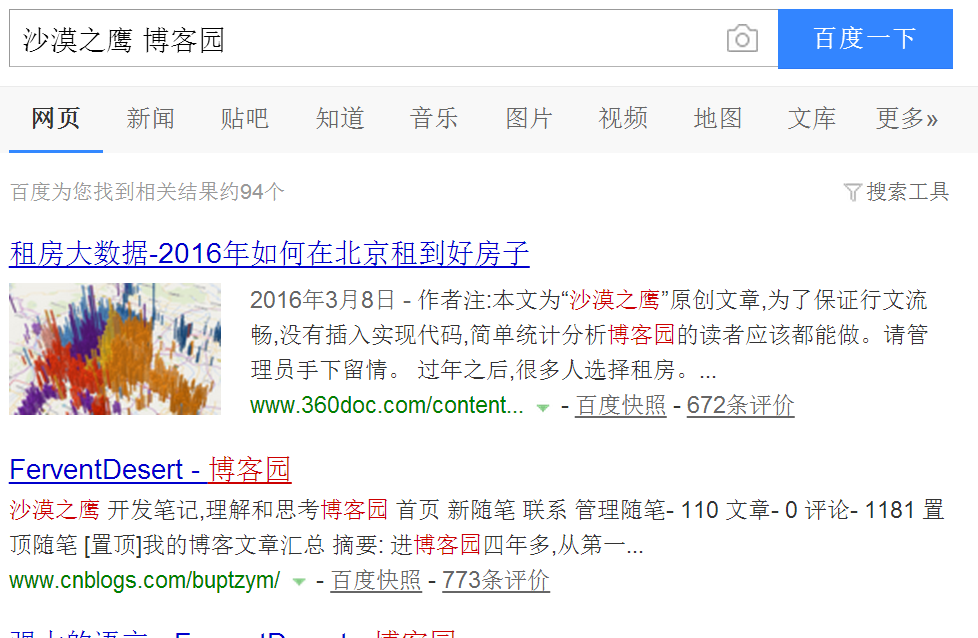 沙漠之鹰 博客园
百度一下
网页 新闻 贴吧 知道 音乐 图片 视频 地图 文库 更多»
百度为您找到相关结果约94个
搜索工具
租房大数据-2016年如何在北京租到好房子
2016年3月8日 - 作者注:本文为“沙漠之鹰”原创文章,为了保证行文流
畅,没有插入实现代码,简单统计分析博客园的读者应该都能做。请管
理员手下留情。 过年之后,很多人选择租房。...
www.360doc.com/content... - 百度快照 - 672条评价
FerventDesert - 博客园
沙漠之鹰 开发笔记,理解和思考博客园 首页 新随笔 联系 管理随笔- 110 文章- 0 评论- 1181 置
顶随笔 [置顶]我的博客文章汇总 摘要: 进博客园四年多,从第一...
www.cnblogs.com/buptzym/ - 百度快照 - 773条评价
强大的语言 - FerventDesert - 博客园